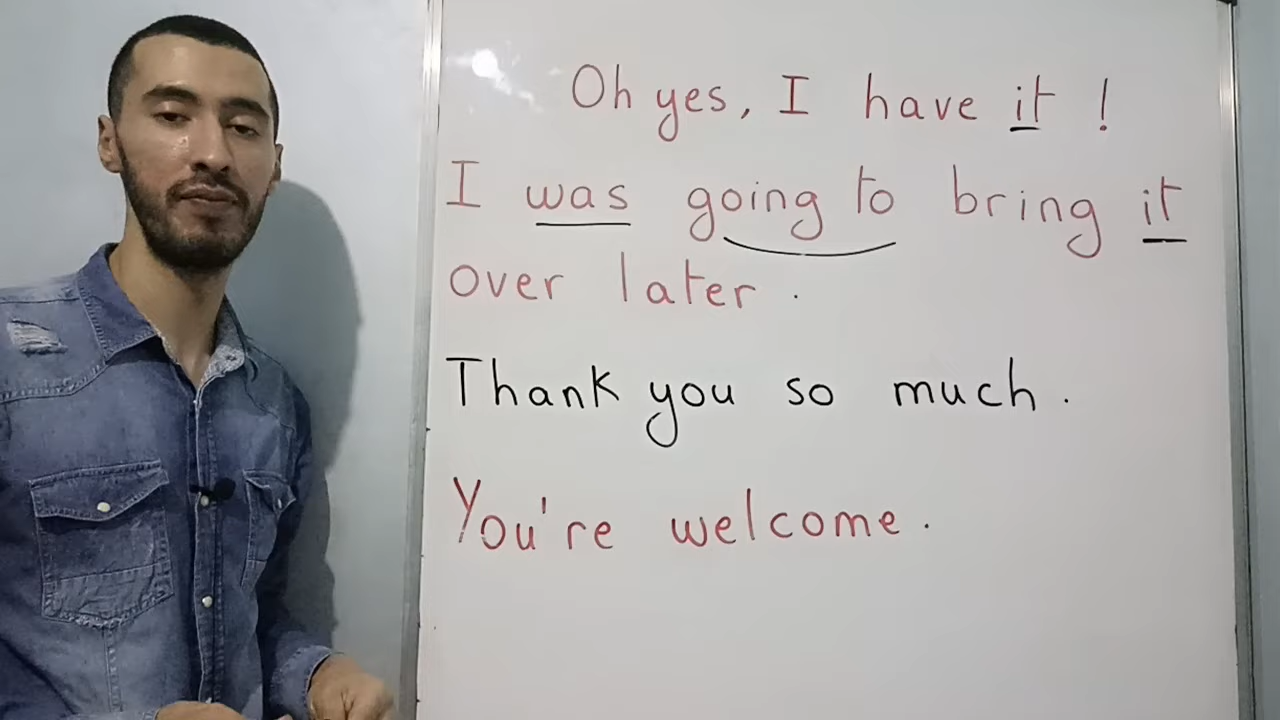 Oh yes, I have it !
I was going to bring it
over later .
Thank you so much .
You're welcome .